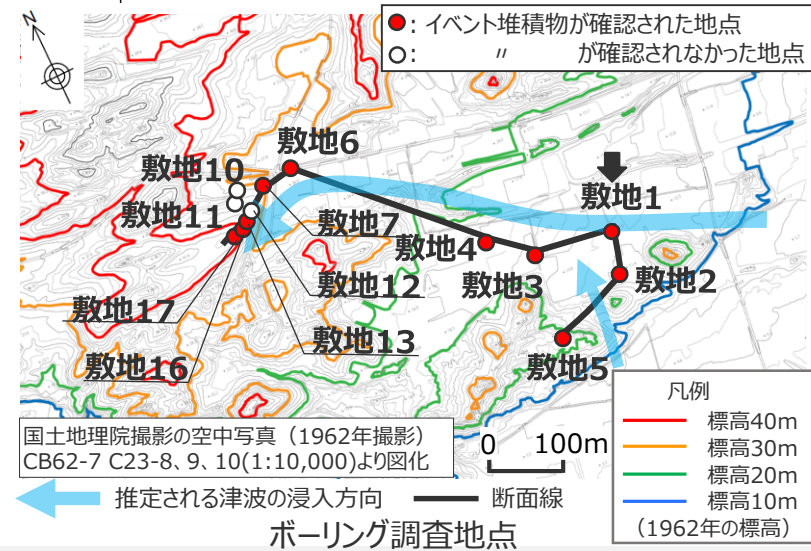 N
●：イベント堆積物が確認された地点
○：　〃　が確認されなかった地点
敷地6
敷地10
敷地1
敷地11
敷地7
敷地4
敷地12
敷地3
敷地2
敷地17
敷地13
敷地16
敷地5
国土地理院撮影の空中写真（1962年撮影）
CB62-7 C23-8、9、10(1:10,000)より図化
0　100m
凡例
標高40m
標高30m
標高20m
標高10m
（1962年の標高）
推定される津波の浸入方向
断面線
ボーリング調査地点